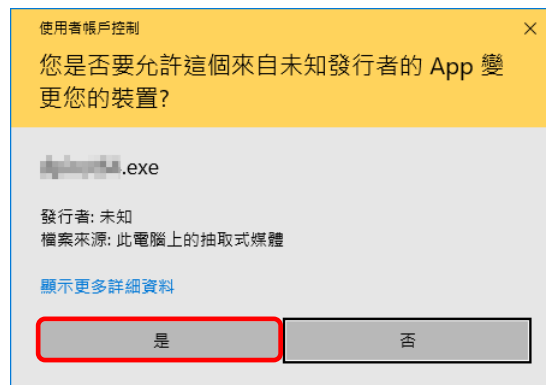 使用者帳戶控制
您是否要允許這個來自未知發行者的 App 變
更您的裝置?
.exe
發行者: 未知
檔案來源: 此電腦上的抽取式媒體
顯示更多詳細資料
是
否